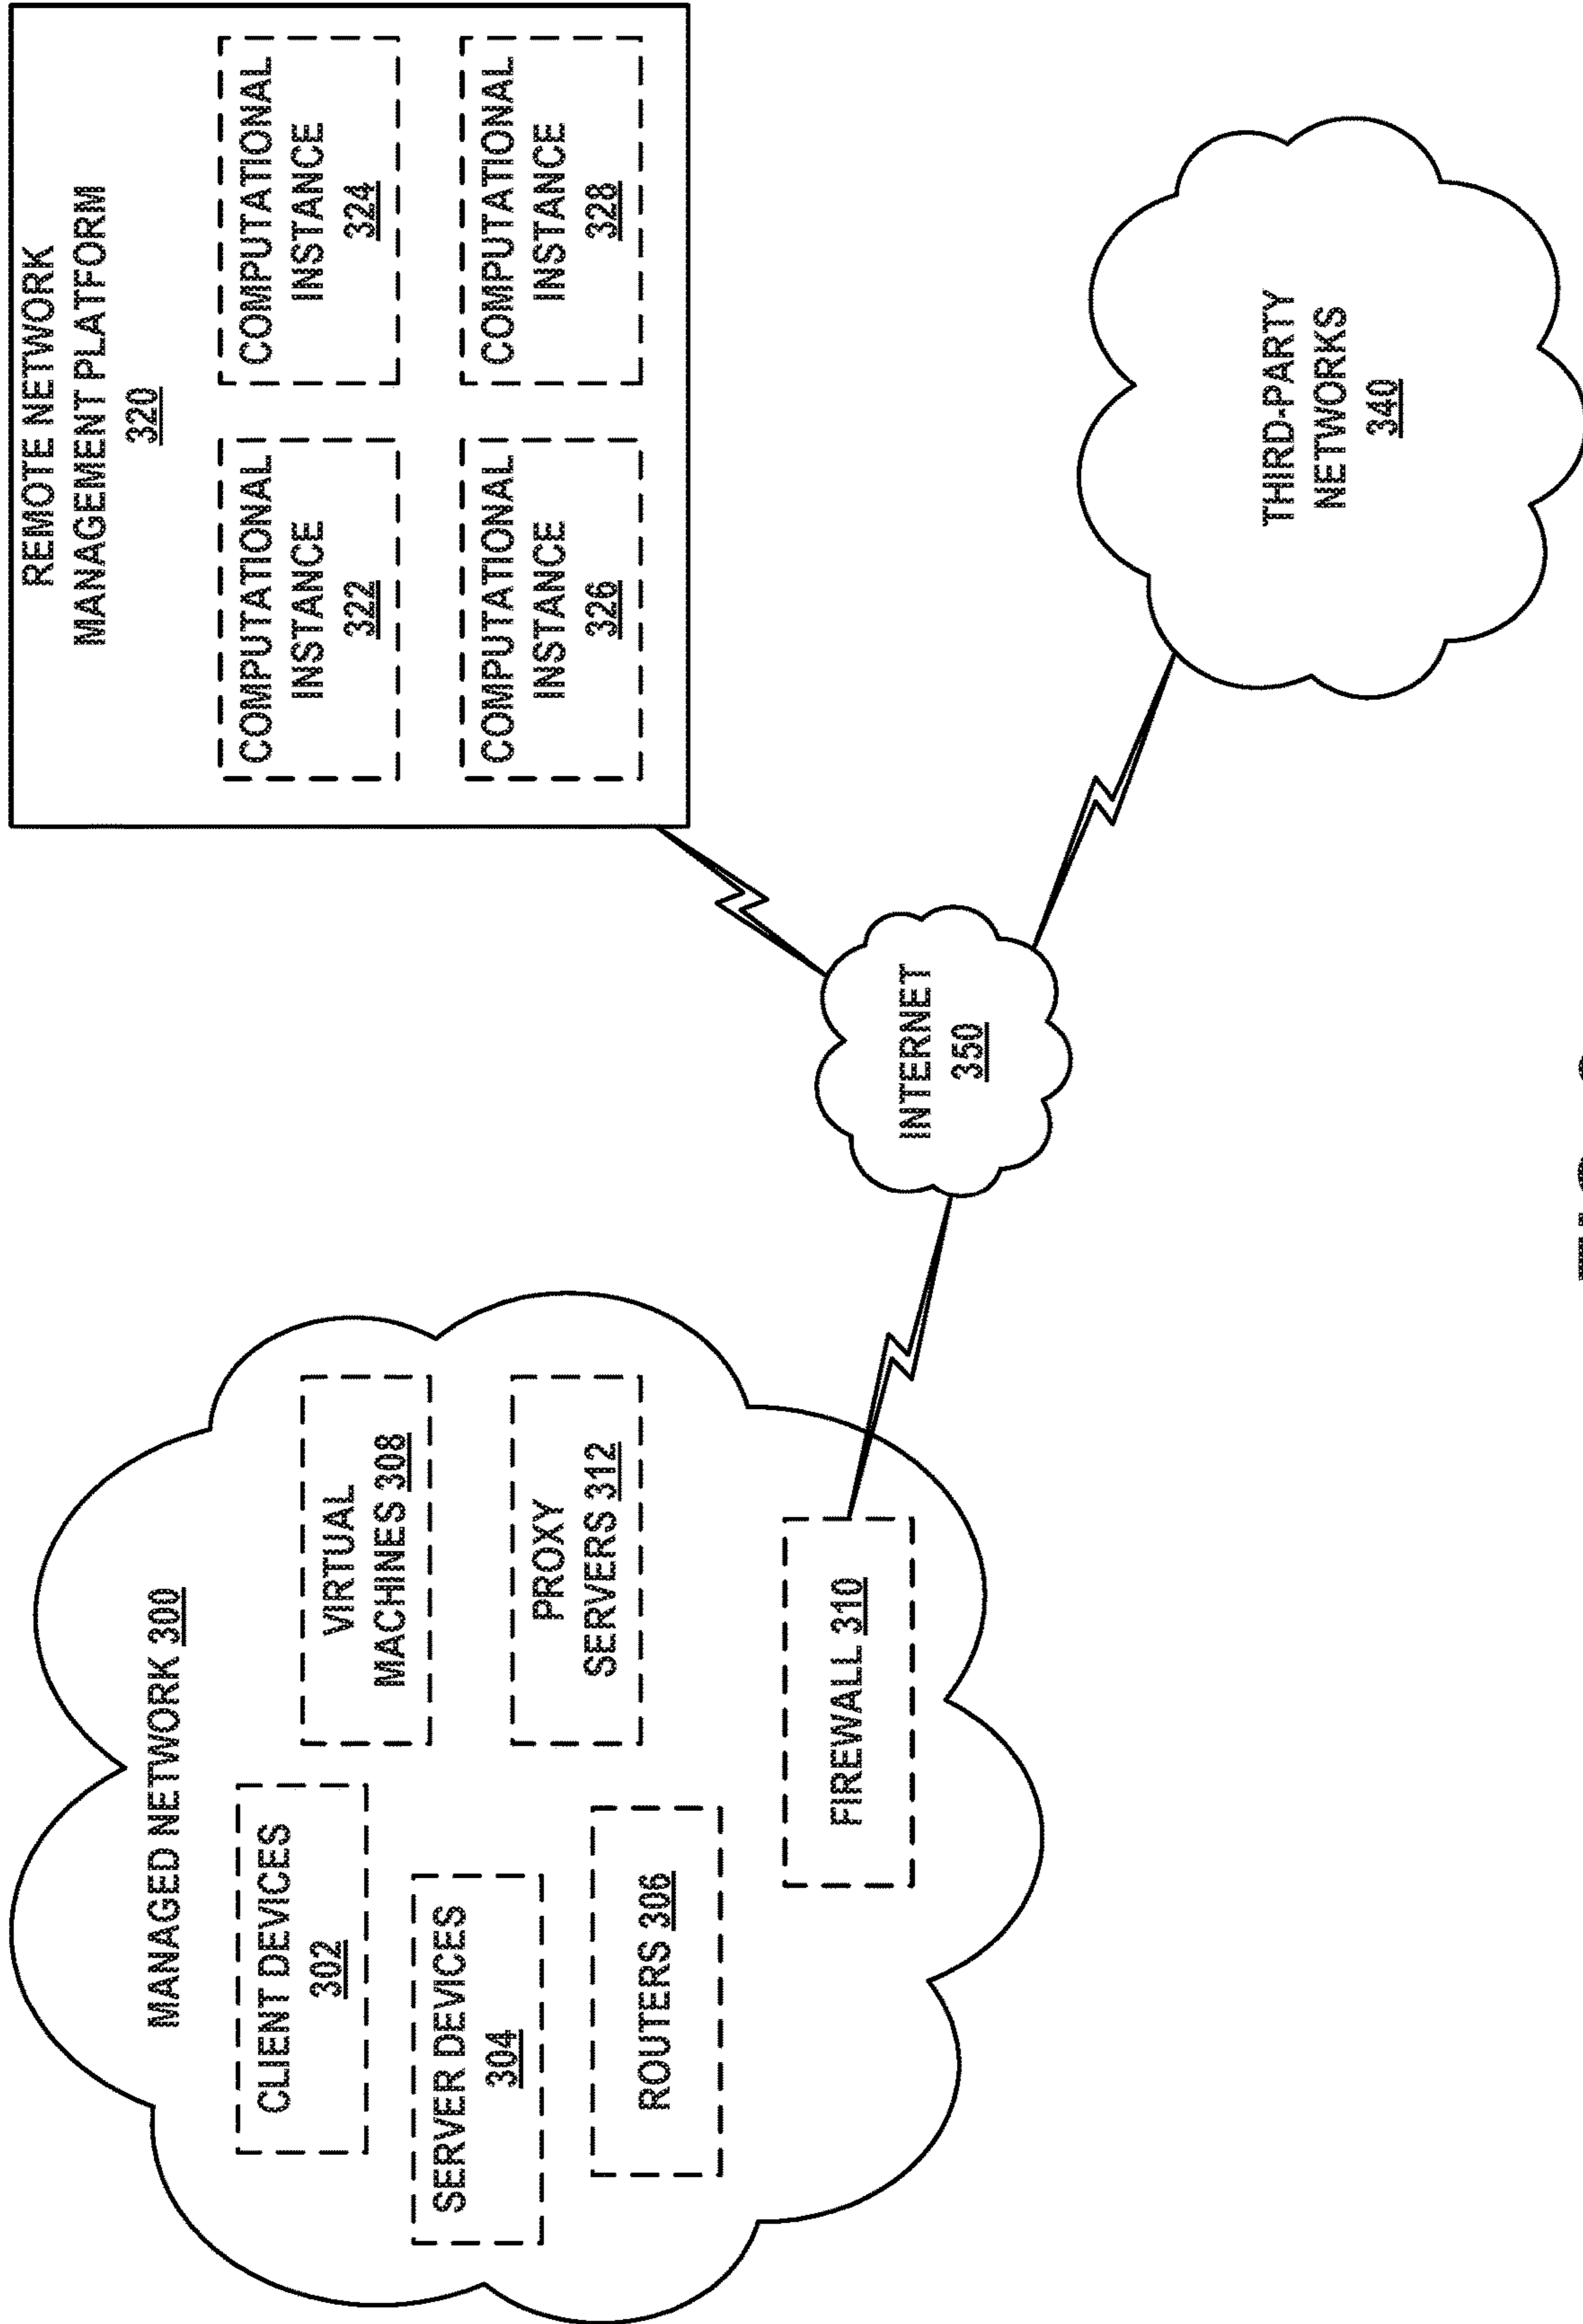 MANAGED NETWORK 300
CLIENT DEVICES
302
VIRTUAL
MACHINES 308
SERVER DEVICES
304
PROXY
SERVERS 312
ROUTERS 306
FIREWALL 310
INTERNET
350
REMOTE NETWORK
MANAGEMENT PLATFORM
320
COMPUTATIONAL
INSTANCE
322
COMPUTATIONAL
INSTANCE
324
COMPUTATIONAL
INSTANCE
326
COMPUTATIONAL
INSTANCE
328
THIRD-PARTY
NETWORKS
340